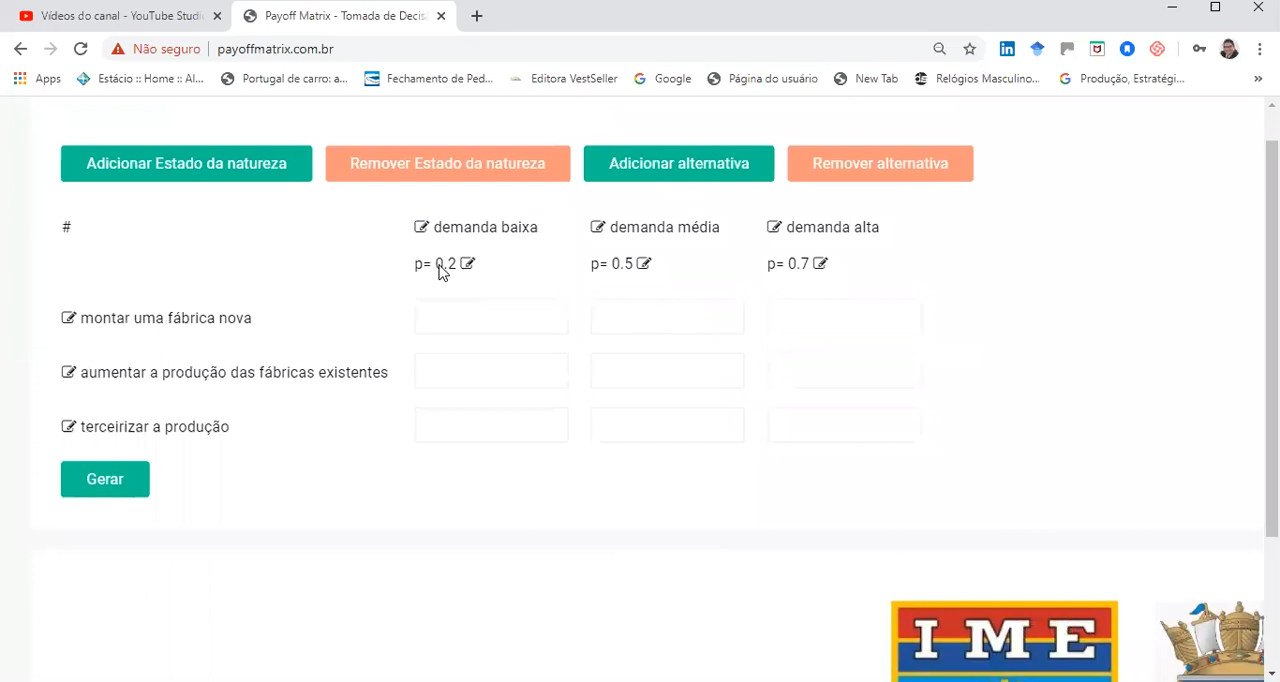 Vídeos do canal - YouTube Studi
Payoff Matrix - Tomada de Decis
Não seguro
payoffmatrix.com.br
Apps
Estácio :: Home :: Al...
Portugal de carro: a...
Fechamento de Ped...
Editora VestSeller
Google
Página do usuário
New Tab
Relógios Masculino...
Produção, Estratégi...
»
Adicionar Estado da natureza
Remover Estado da natureza
Adicionar alternativa
Remover alternativa
# demanda baixa demanda média demanda alta
p= 0.2 p= 0.5 p= 0.7
montar uma fábrica nova
aumentar a produção das fábricas existentes
terceirizar a produção
Gerar
IME